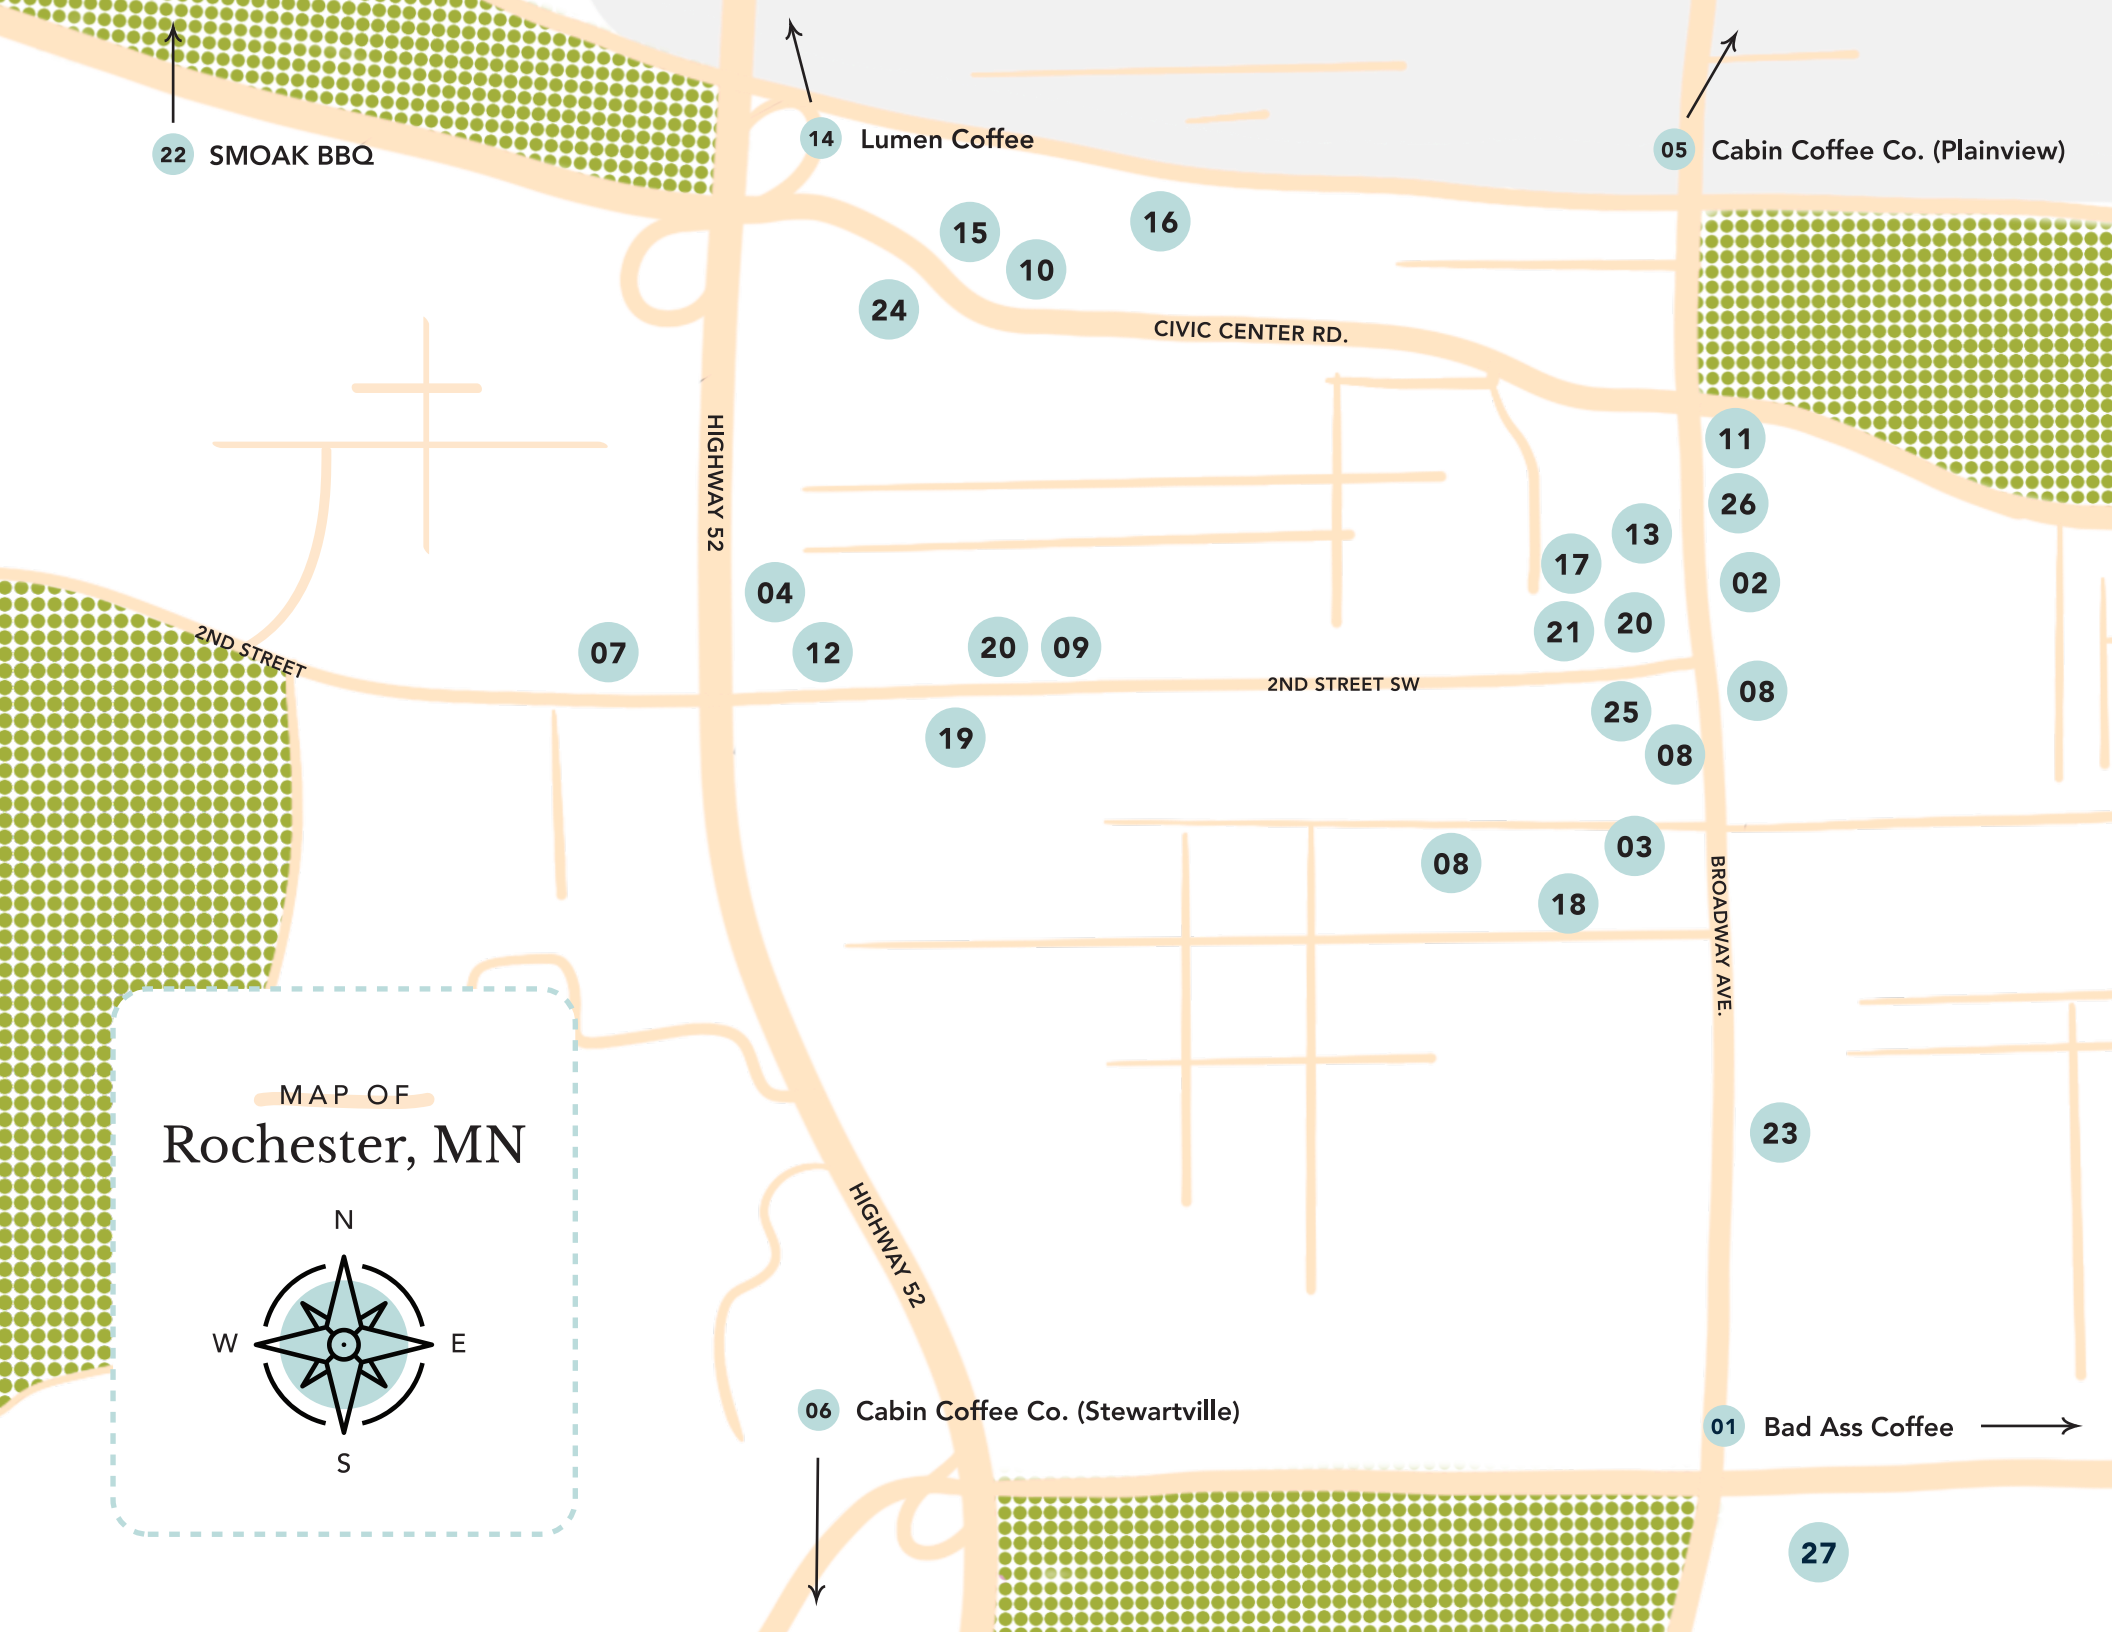 22 SMOAK BBQ
14 Lumen Coffee
05 Cabin Coffee Co. (Plainview)
15
16
10
24
CIVIC CENTER RD.
HIGHWAY 52
11
26
13
17
02
04
21
20
2ND STREET
07
12
20
09
2ND STREET SW
08
25
19
08
03
08
18
BROADWAY AVE.
MAP OF
Rochester, MN
N
W
E
S
23
HIGHWAY 52
06 Cabin Coffee Co. (Stewartville)
01 Bad Ass Coffee
27